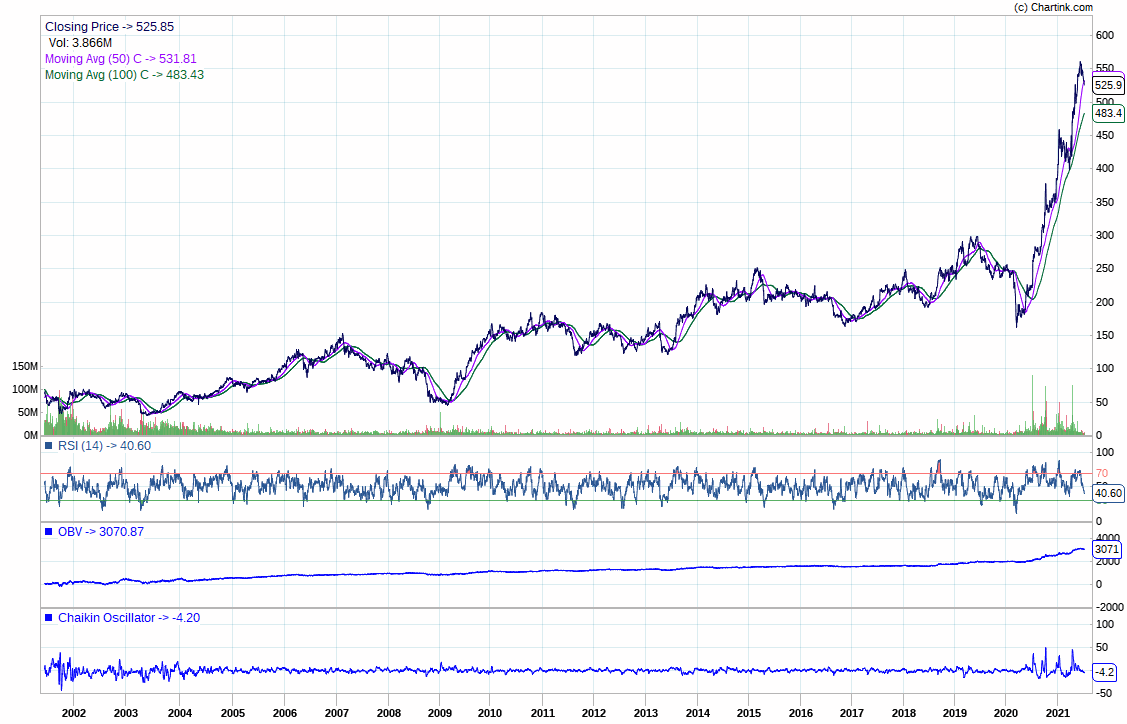 (c) Chartink.com
Closing Price -> 525.85
Vol: 3.866M
Moving Avg (50) C -> 531.81
Moving Avg (100) C -> 483.43
600
550
525.9
500
483.4
450
400
350
300
250
200
150
100
50
0
150M
100M
50M
0M
RSI (14) -> 40.60
100
70
40.60
0
OBV -> 3070.87
4000
3071
2000
0
-2000
Chaikin Oscillator -> -4.20
100
50
-4.2
-50
2002 2003 2004 2005 2006 2007 2008 2009 2010 2011 2012 2013 2014 2015 2016 2017 2018 2019 2020 2021